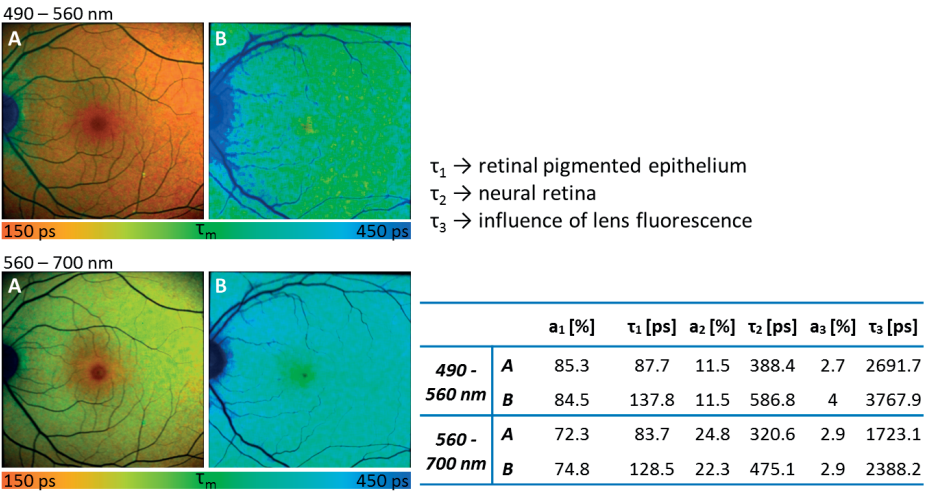 490 – 560 nm
A B
150 ps τm 450 ps
560 – 700 nm
A B
150 ps τm 450 ps
τ1 → retinal pigmented epithelium
τ2 → neural retina
τ3 → influence of lens fluorescence
a1 [%] τ1 [ps] a2 [%] τ2 [ps] a3 [%] τ3 [ps]
490 - 560 nm A 85.3 87.7 11.5 388.4 2.7 2691.7
B 84.5 137.8 11.5 586.8 4 3767.9
560 - 700 nm A 72.3 83.7 24.8 320.6 2.9 1723.1
B 74.8 128.5 22.3 475.1 2.9 2388.2